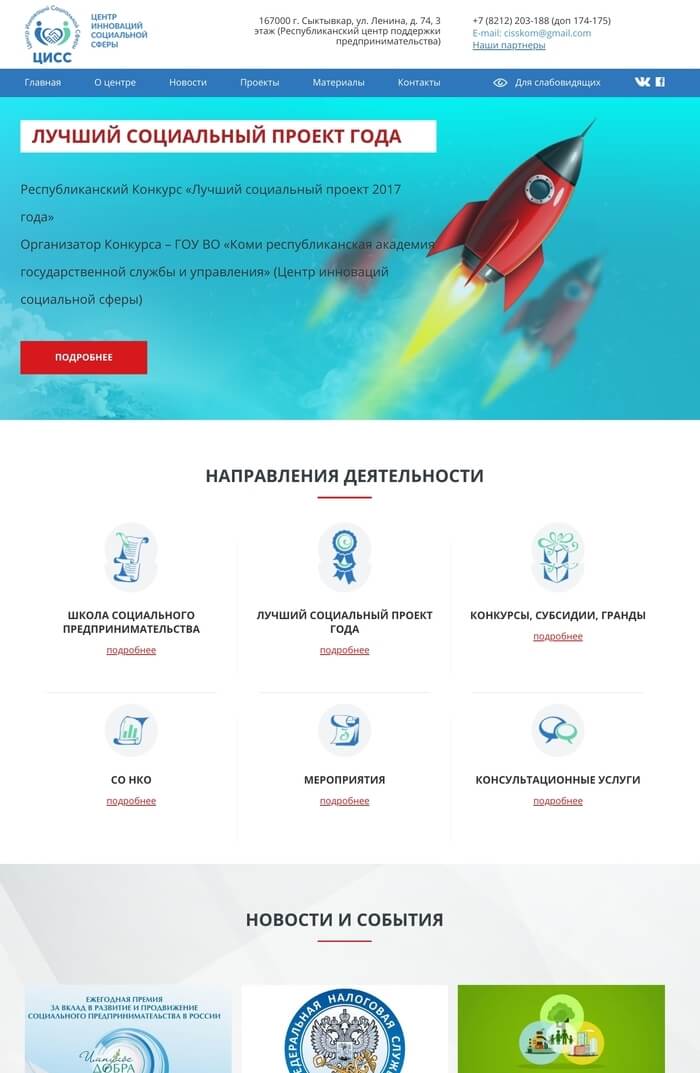 Центр Инноваций Социальной Сферы
ЦИСС
ЦЕНТР
ИННОВАЦИЙ
СОЦИАЛЬНОЙ
СФЕРЫ
167000 г. Сыктывкар, ул. Ленина, д. 74, 3
этаж (Республиканский центр поддержки
предпринимательства)
+7 (8212) 203-188 (доп 174-175)
E-mail: cisskom@gmail.com
Наши партнеры
Главная О центре Новости Проекты Материалы Контакты Для слабовидящих
ЛУЧШИЙ СОЦИАЛЬНЫЙ ПРОЕКТ ГОДА
Республиканский Конкурс «Лучший социальный проект 2017
года»
Организатор Конкурса – ГОУ ВО «Коми республиканская академия
государственной службы и управления» (Центр инноваций
социальной сферы)
ПОДРОБНЕЕ
НАПРАВЛЕНИЯ ДЕЯТЕЛЬНОСТИ
ШКОЛА СОЦИАЛЬНОГО
ПРЕДПРИНИМАТЕЛЬСТВА
подробнее
ЛУЧШИЙ СОЦИАЛЬНЫЙ ПРОЕКТ
ГОДА
подробнее
КОНКУРСЫ, СУБСИДИИ, ГРАНДЫ
подробнее
СО НКО
подробнее
МЕРОПРИЯТИЯ
подробнее
КОНСУЛЬТАЦИОННЫЕ УСЛУГИ
подробнее
НОВОСТИ И СОБЫТИЯ
ЕЖЕГОДНАЯ ПРЕМИЯ
ЗА ВКЛАД В РАЗВИТИЕ И ПРОДВИЖЕНИЕ
СОЦИАЛЬНОГО ПРЕДПРИНИМАТЕЛЬСТВА В РОССИИ
Импульс
ДОБРА
ФЕДЕРАЛЬНАЯ НАЛОГОВАЯ СЛУЖ